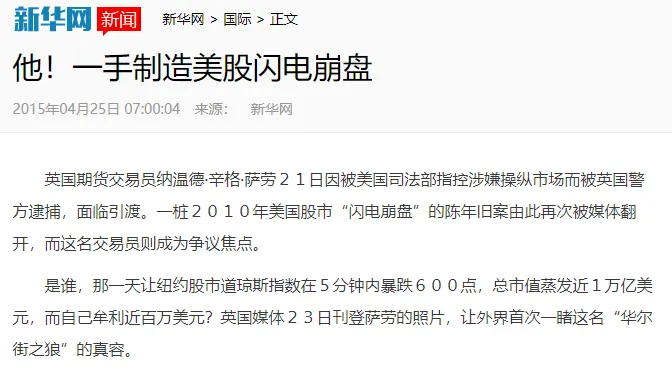 新华网 新闻 新华网 > 国际 > 正文
他！一手制造美股闪电崩盘
2015年04月25日 07:00:04 来源： 新华网
英国期货交易员纳温德·辛格·萨劳２１日因被美国司法部指控涉嫌操纵市场而被英国警
方逮捕，面临引渡。一桩２０１０年美国股市“闪电崩盘”的陈年旧案由此再次被媒体翻
开，而这名交易员则成为争议焦点。
是谁，那一天让纽约股市道琼斯指数在５分钟内暴跌６００点，总市值蒸发近１万亿美
元，而自己牟利近百万美元？英国媒体２３日刊登萨劳的照片，让外界首次一睹这名“华尔
街之狼”的真容。